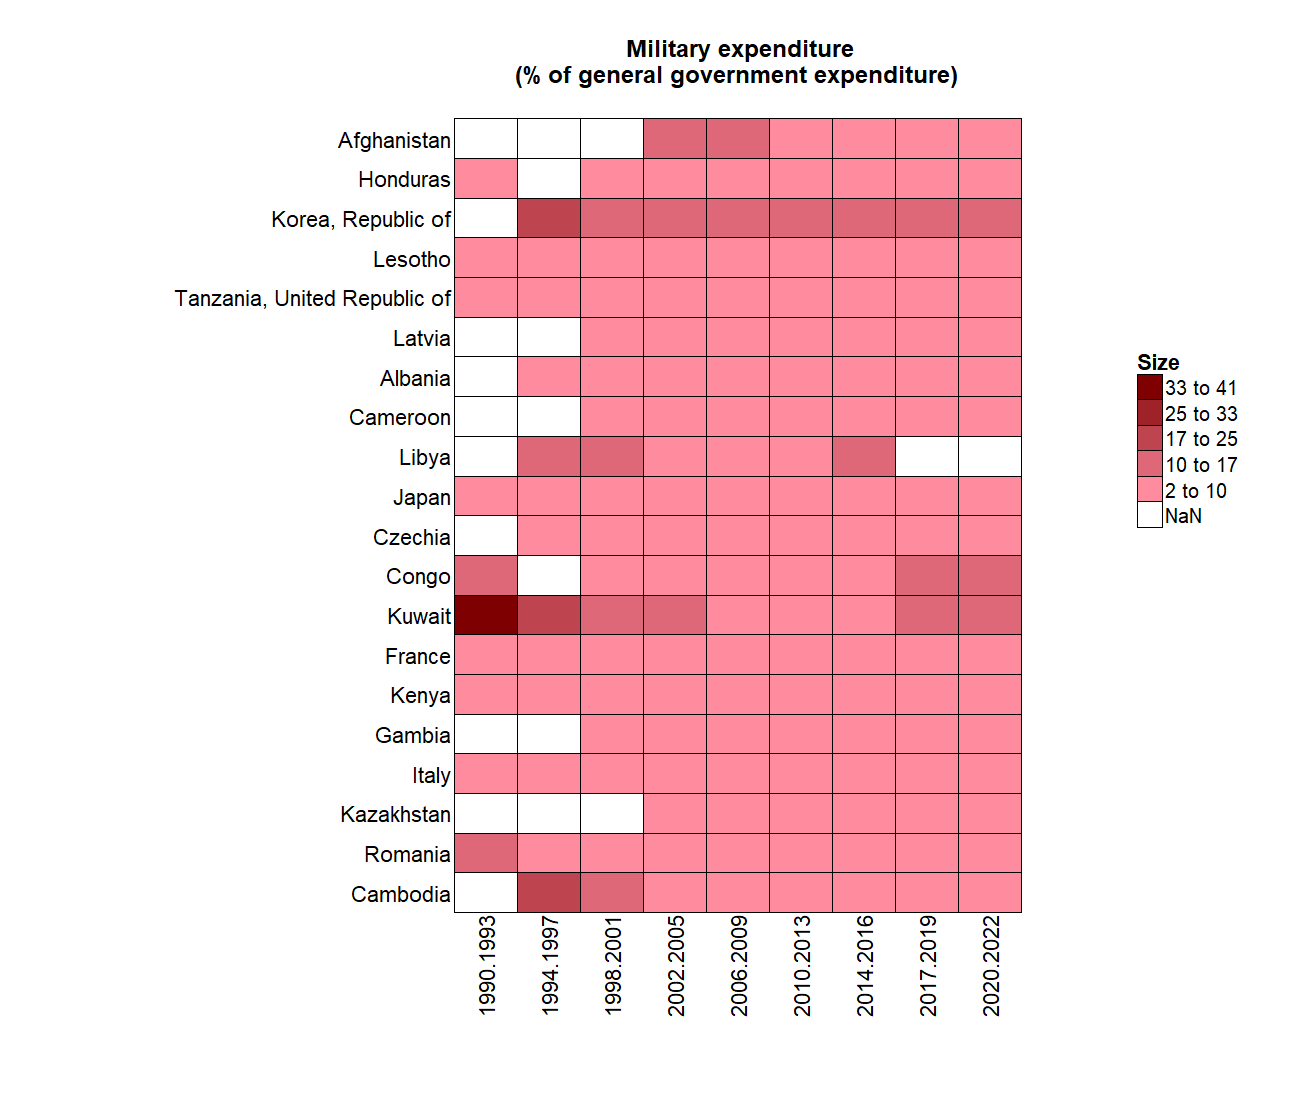 Military expenditure
(% of general government expenditure)
Afghanistan
Honduras
Korea, Republic of
Lesotho
Tanzania, United Republic of
Latvia
Albania
Cameroon
Libya
Japan
Czechia
Congo
Kuwait
France
Kenya
Gambia
Italy
Kazakhstan
Romania
Cambodia
1990.1993
1994.1997
1998.2001
2002.2005
2006.2009
2010.2013
2014.2016
2017.2019
2020.2022
Size
33 to 41
25 to 33
17 to 25
10 to 17
2 to 10
NaN